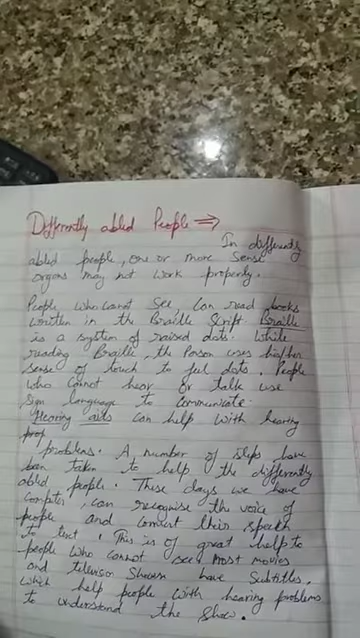 Differently abled People ⇒
In differently
abled people, one or more sense
organs may not work properly.
People who canot see, can read books
written in the Braille Script. Braille
is a system of raised dots. While
reading Braille, the Person uses his/her
sense of touch to feel dots. People
who cannot hear or talk use
sign language to communicate.
Hearing aids can help with hearing
prop
problems. A number of steps have
been taken to help the differently
abled people. These days we have
computer, can recognise the voice of
people and convert their speech
to text. This is of great help to
people who cannot see most movies
and television Shows have Subtitles,
which help people with hearing problems
to understand the show.